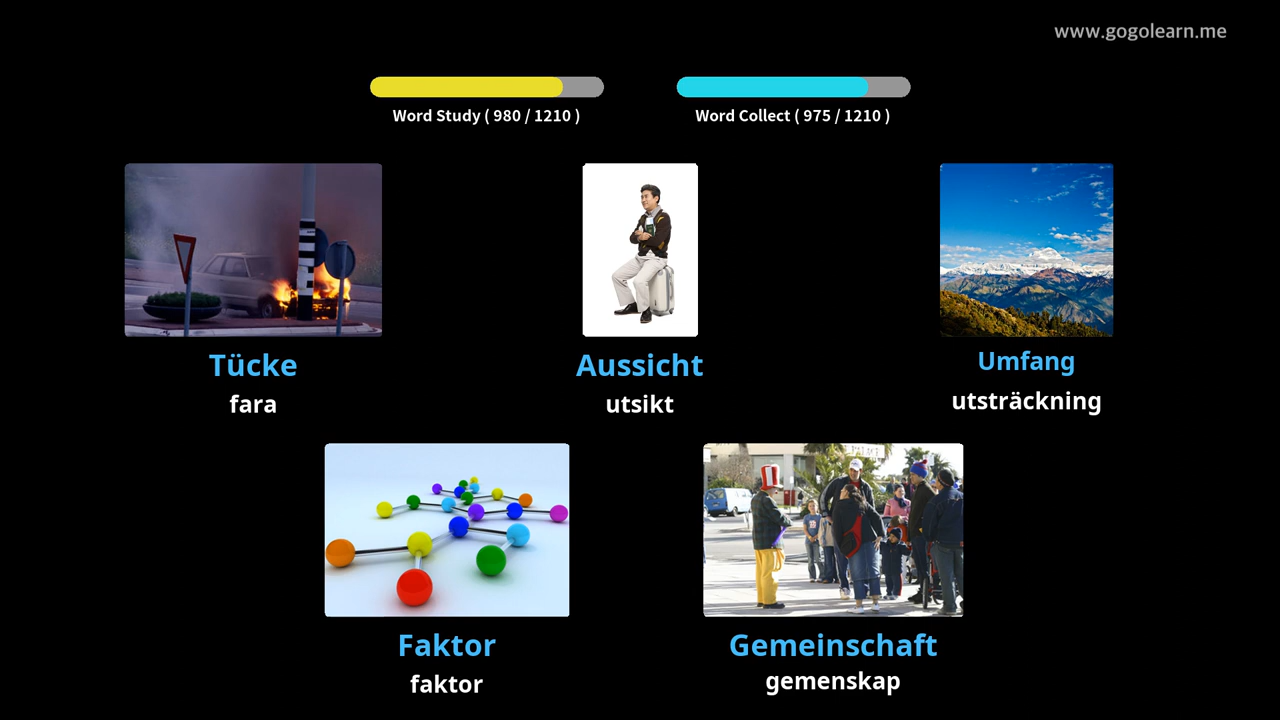 www.gogolearn.me
Word Study ( 980 / 1210 )
Word Collect ( 975 / 1210 )
Tücke
fara
Aussicht
utsikt
Umfang
utsträckning
Faktor
faktor
Gemeinschaft
gemenskap